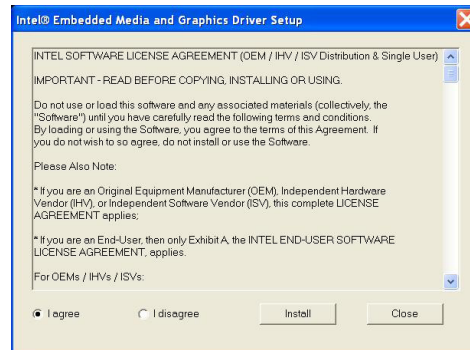 Intel® Embedded Media and Graphics Driver Setup
INTEL SOFTWARE LICENSE AGREEMENT (OEM / IHV / ISV Distribution & Single User)
IMPORTANT - READ BEFORE COPYING, INSTALLING OR USING.
Do not use or load this software and any associated materials (collectively, the
"Software") until you have carefully read the following terms and conditions.
By loading or using the Software, you agree to the terms of this Agreement. If
you do not wish to so agree, do not install or use the Software.
Please Also Note:
* If you are an Original Equipment Manufacturer (OEM), Independent Hardware
Vendor (IHV), or Independent Software Vendor (ISV), this complete LICENSE
AGREEMENT applies;
* If you are an End-User, then only Exhibit A, the INTEL END-USER SOFTWARE
LICENSE AGREEMENT, applies.
For OEMs / IHVs / ISVs:
I agree I disagree Install Close